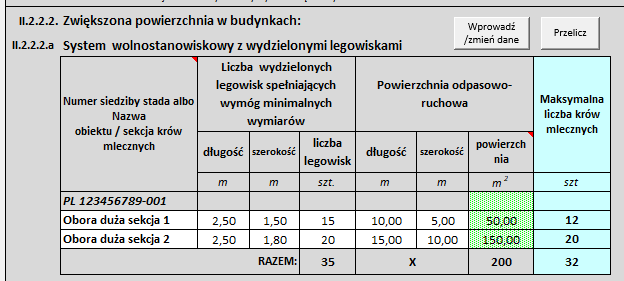 II.2.2.2. Zwiększona powierzchnia w budynkach:
Wprowadź
/zmień dane
Przelicz
II.2.2.2.a System wolnostanowiskowy z wydzielonymi legowiskami
Numer siedziby stada albo
Nazwa
obiektu / sekcja krów
mlecznych
Liczba wydzielonych
legowisk spełniających
wymóg minimalnych
wymiarów
Powierzchnia odpasowo-
ruchowa
Maksymalna
liczba krów
mlecznych
długość szerokość liczba
legowisk
długość szerokość powierzch
nia
m m szt. m m m 2 szt
PL 123456789-001
Obora duża sekcja 1 2,50 1,50 15 10,00 5,00 50,00 12
Obora duża sekcja 2 2,50 1,80 20 15,00 10,00 150,00 20
RAZEM: 35 X 200 32